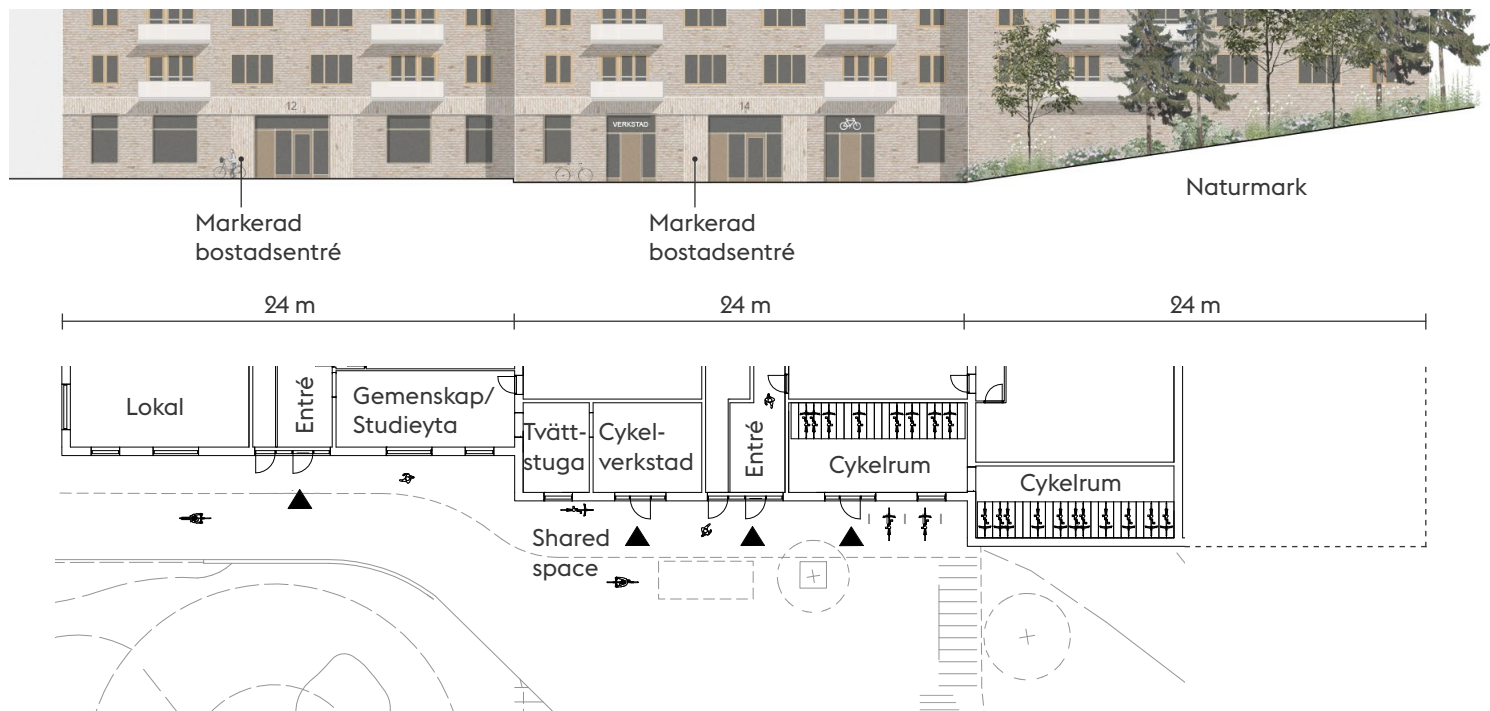 12
14
VERKSTAD
Naturmark
Markerad
bostadsentré
Markerad
bostadsentré
24 m
24 m
24 m
Lokal
Entré
Gemenskap/
Studieyta
Tvätt-
stuga
Cykel-
verkstad
Entré
Cykelrum
Cykelrum
Shared
space